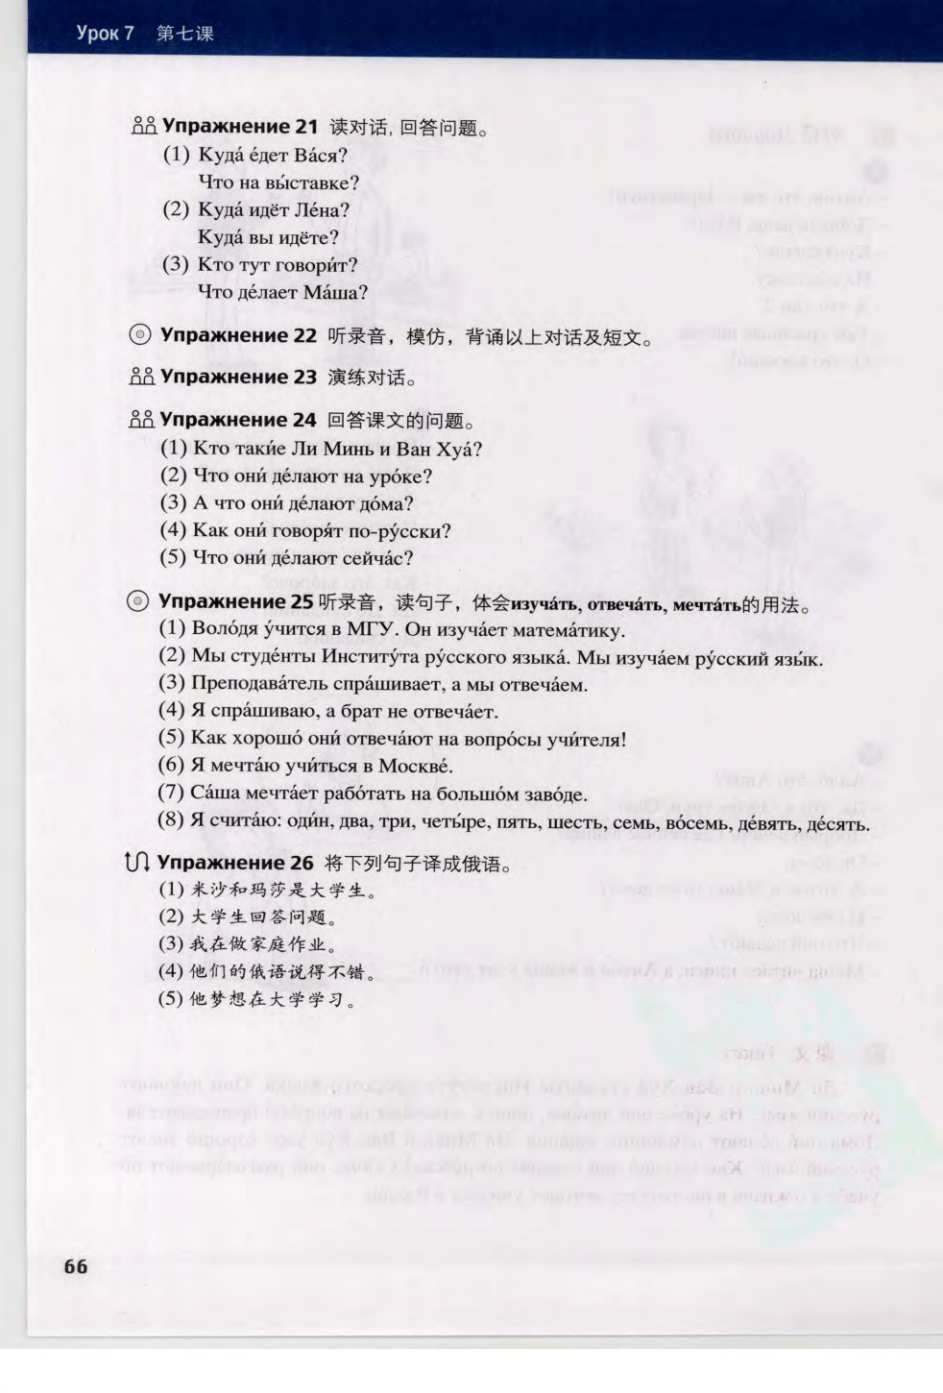 Урок 7 第七课
Упражнение 21 读对话, 回答问题。
(1) Куда́ е́дет Ва́ся?
Что на вы́ставке?
(2) Куда́ идёт Ле́на?
Куда́ вы идёте?
(3) Кто тут говори́т?
Что де́лает Ма́ша?
Упражнение 22 听录音，模仿，背诵以上对话及短文。
Упражнение 23 演练对话。
Упражнение 24 回答课文的问题。
(1) Кто таки́е Ли Минь и Ван Хуа́?
(2) Что они́ де́лают на уро́ке?
(3) А что они́ де́лают до́ма?
(4) Как они́ говоря́т по-ру́сски?
(5) Что они́ де́лают сейча́с?
Упражнение 25 听录音，读句子，体会изуча́ть, отвеча́ть, мечта́ть的用法。
(1) Воло́дя у́чится в МГУ. Он изуча́ет матема́тику.
(2) Мы студе́нты Институ́та ру́сского языка́. Мы изуча́ем ру́сский язы́к.
(3) Преподава́тель спра́шивает, а мы отвеча́ем.
(4) Я спра́шиваю, а брат не отвеча́ет.
(5) Как хорошо́ они́ отвеча́ют на вопро́сы учи́теля!
(6) Я мечта́ю учи́ться в Москве́.
(7) Са́ша мечта́ет рабо́тать на большо́м заво́де.
(8) Я счита́ю: оди́н, два, три, четы́ре, пять, шесть, семь, во́семь, де́вять, де́сять.
Упражнение 26 将下列句子译成俄语。
(1) 米沙和玛莎是大学生。
(2) 大学生回答问题。
(3) 我在做家庭作业。
(4) 他们的俄语说得不错。
(5) 他梦想在大学学习。
66